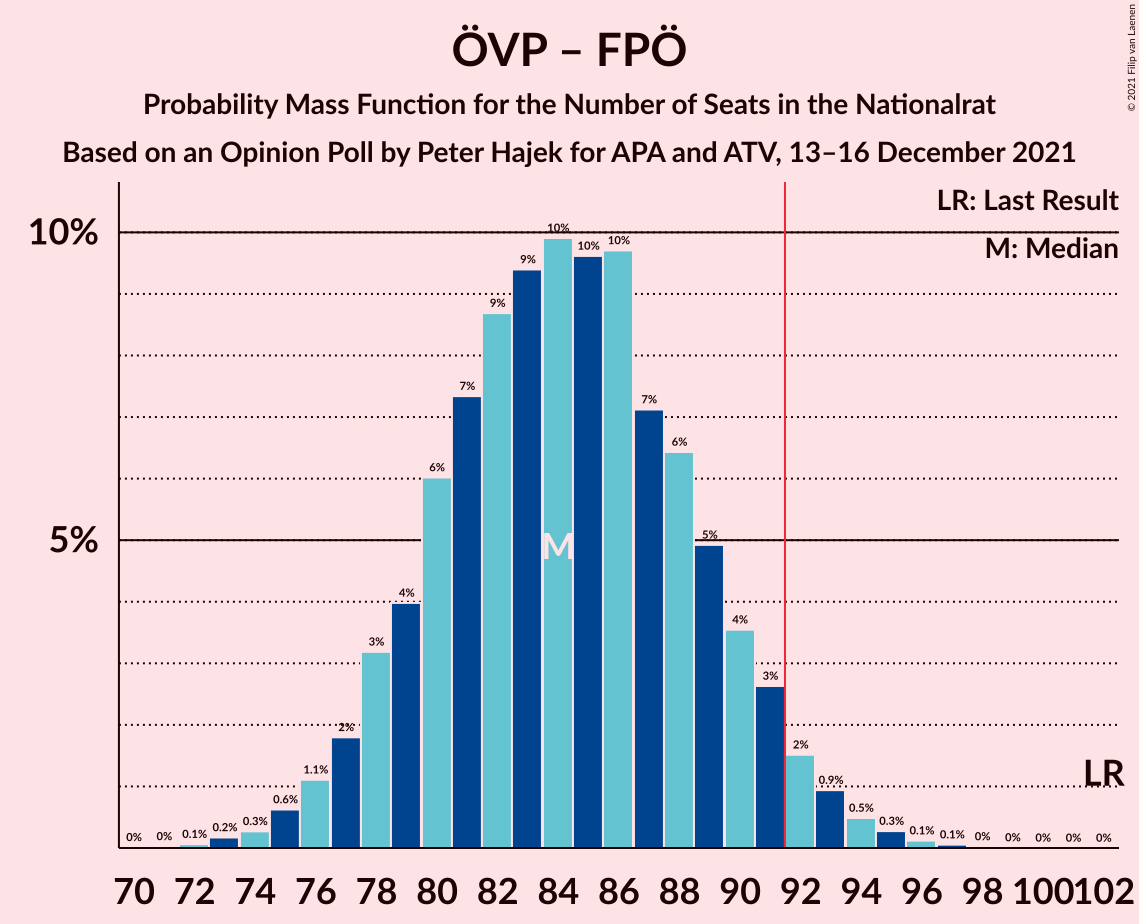 ÖVP – FPÖ
Probability Mass Function for the Number of Seats in the Nationalrat
Based on an Opinion Poll by Peter Hajek for APA and ATV, 13–16 December 2021
© 2021 Filip van Laenen
LR: Last Result
M: Median
10%
5%
0% 0% 0.1% 0.2% 0.3% 0.6% 1.1% 2% 3% 4% 6% 7% 9% 9% 10% 10% 10% 7% 6% 5% 4% 3% 2% 0.9% 0.5% 0.3% 0.1% 0.1% 0% 0% 0% 0% 0%
M
LR
70 72 74 76 78 80 82 84 86 88 90 92 94 96 98 100 102